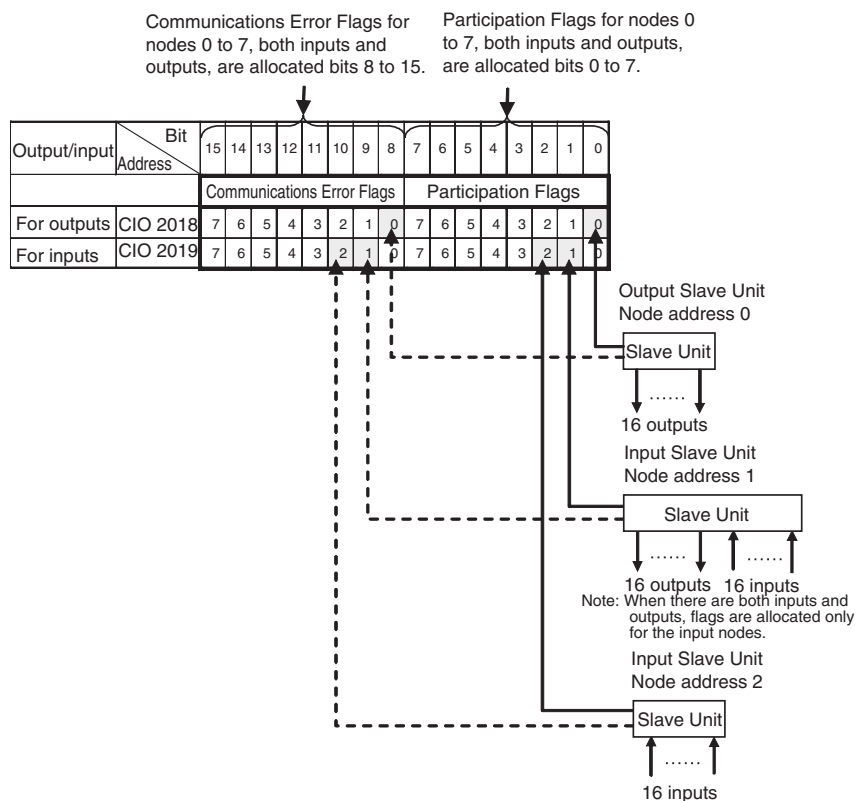 Communications Error Flags for
nodes 0 to 7, both inputs and
outputs, are allocated bits 8 to 15.
Participation Flags for nodes 0
to 7, both inputs and outputs,
are allocated bits 0 to 7.
Output/input Bit Address 15 14 13 12 11 10 9 8 7 6 5 4 3 2 1 0
Communications Error Flags Participation Flags
For outputs CIO 2018 7 6 5 4 3 2 1 0 7 6 5 4 3 2 1 0
For inputs CIO 2019 7 6 5 4 3 2 1 0 7 6 5 4 3 2 1 0
Output Slave Unit
Node address 0
Slave Unit
......
16 outputs
Input Slave Unit
Node address 1
Slave Unit
...... ......
16 outputs 16 inputs
Note: When there are both inputs and
outputs, flags are allocated only
for the input nodes.
Input Slave Unit
Node address 2
Slave Unit
......
16 inputs